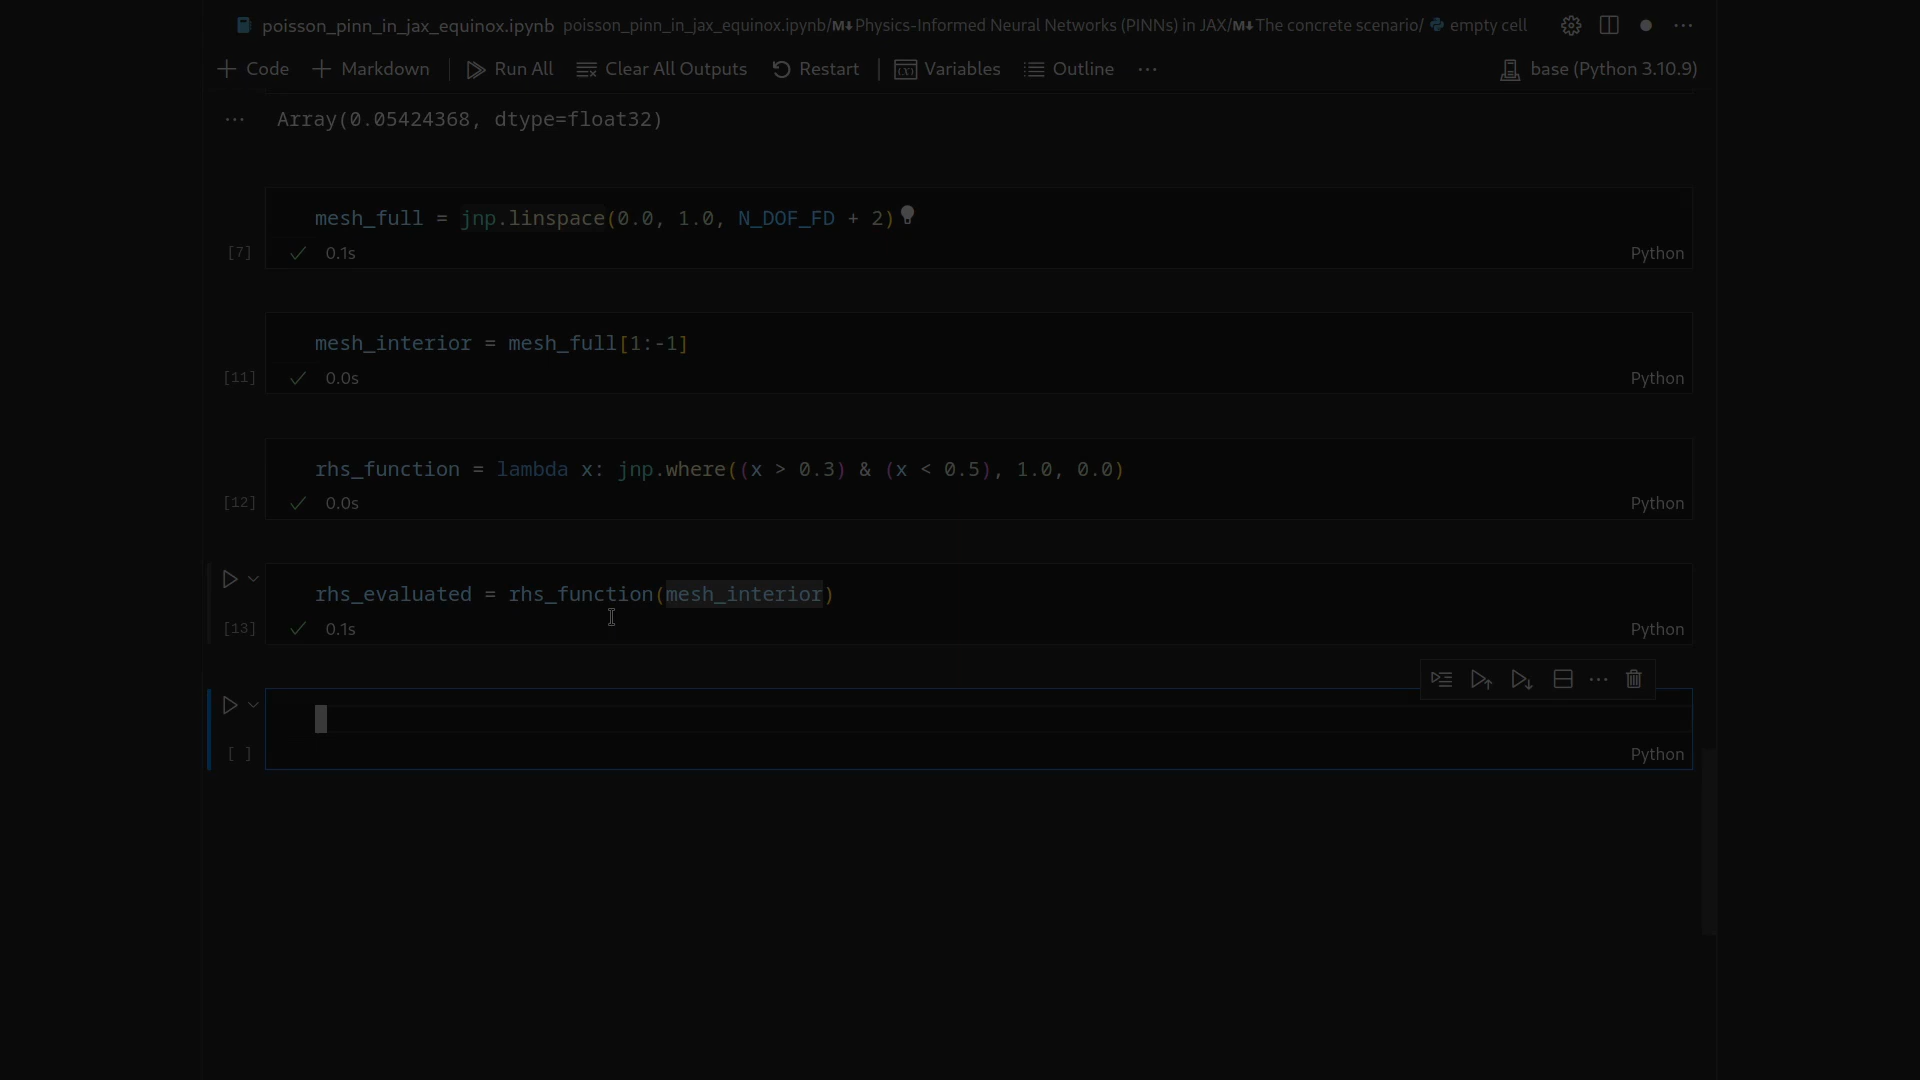 poisson_pinn_in_jax_equinox.ipynb poisson_pinn_in_jax_equinox.ipynb/M↓Physics-Informed Neural Networks (PINNs) in JAX/M↓The concrete scenario/ empty cell
+ Code + Markdown Run All Clear All Outputs Restart Variables Outline ... base (Python 3.10.9)
... Array(0.05424368, dtype=float32)
mesh_full = jnp.linspace(0.0, 1.0, N_DOF_FD + 2)
[7] ✓ 0.1s Python
mesh_interior = mesh_full[1:-1]
[11] ✓ 0.0s Python
rhs_function = lambda x: jnp.where((x > 0.3) & (x < 0.5), 1.0, 0.0)
[12] ✓ 0.0s Python
rhs_evaluated = rhs_function(mesh_interior)
[13] ✓ 0.1s Python
[ ] Python